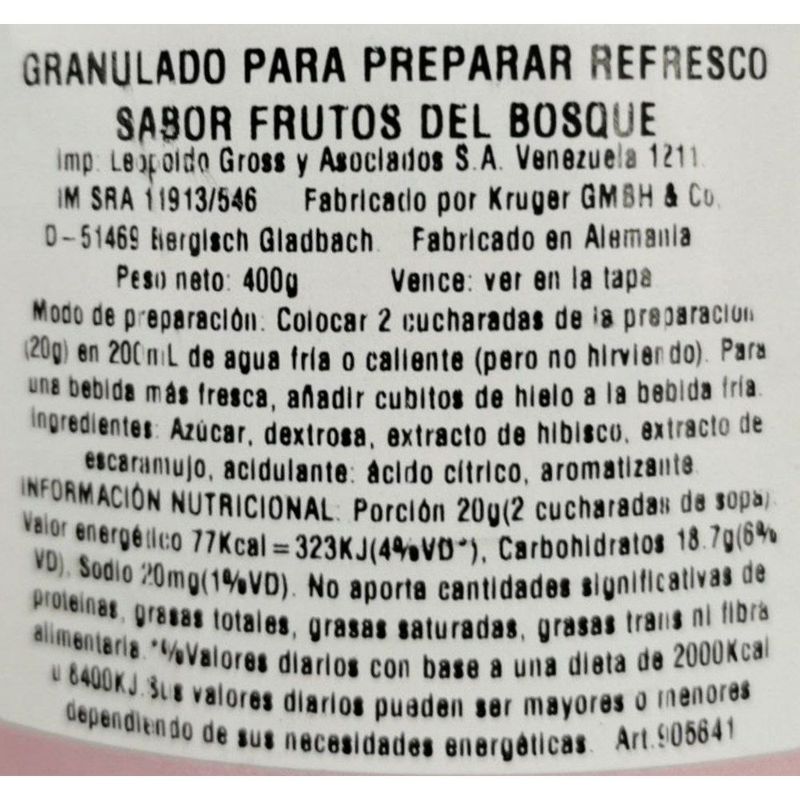 GRANULADO PARA PREPARAR REFRESCO
SABOR FRUTOS DEL BOSQUE
Imp. Leopoldo Gross y Asociados S.A. Venezuela 1211.
IM SRA 11913/546 Fabricado por Kruger GMBH & Co.
D-51469 Bergisch Gladbach. Fabricado en Alemania
Peso neto: 400g Vence: ver en la tapa
Modo de preparación: Colocar 2 cucharadas de la preparación
(20g) en 200mL de agua fría o caliente (pero no hirviendo). Para
una bebida más fresca, añadir cubitos de hielo a la bebida fría.
Ingredientes: Azúcar, dextrosa, extracto de hibisco, extracto de
escaramujo, acidulante: ácido cítrico, aromatizante.
INFORMACIÓN NUTRICIONAL: Porción 20g(2 cucharadas de sopa).
Valor energético 77Kcal=323KJ(4%VD*), Carbohidratos 18.7g(6%
VD), Sodio 20mg(1%VD). No aporta cantidades significativas de
proteinas, grasas totales, grasas saturadas, grasas trans ni fibra
alimentaria. *%Valores diarios con base a una dieta de 2000Kcal
u 8400KJ. Sus valores diarios pueden ser mayores o menores
dependiendo de sus necesidades energéticas. Art.905641